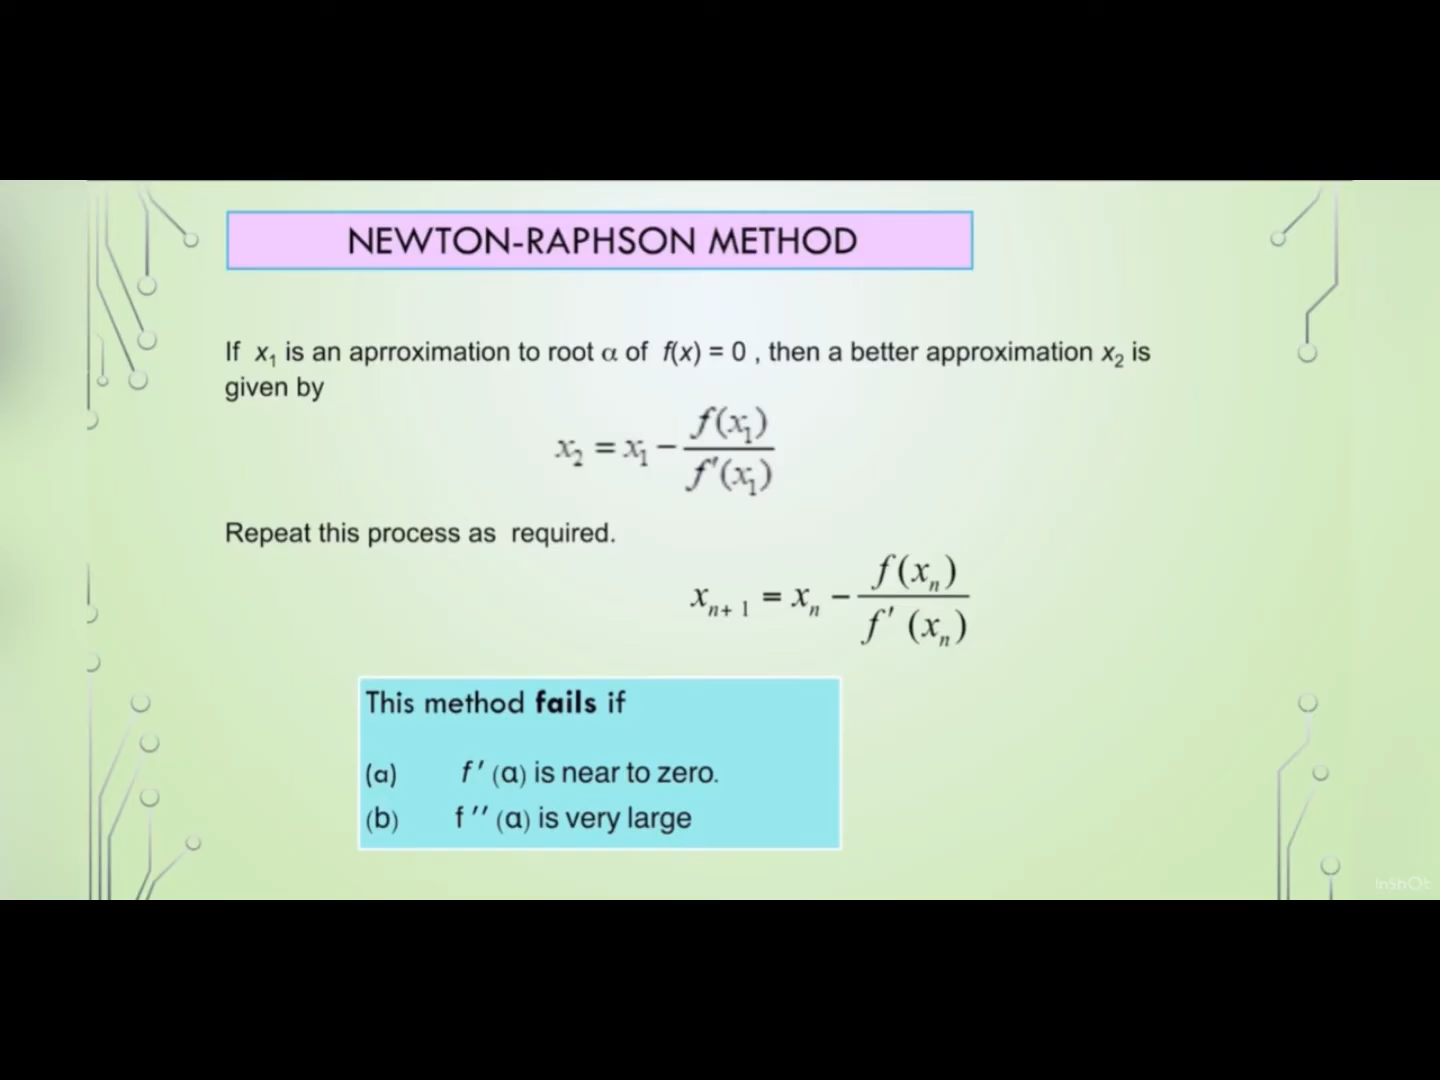 NEWTON-RAPHSON METHOD
If x₁ is an aprroximation to root α of f(x) = 0 , then a better approximation x₂ is
given by
x₂ = x₁ − f(x₁) / f′(x₁)
Repeat this process as required.
xₙ₊₁ = xₙ − f(xₙ) / f′ (xₙ)
This method fails if
(a) f′ (α) is near to zero.
(b) f′′ (α) is very large
InShOt